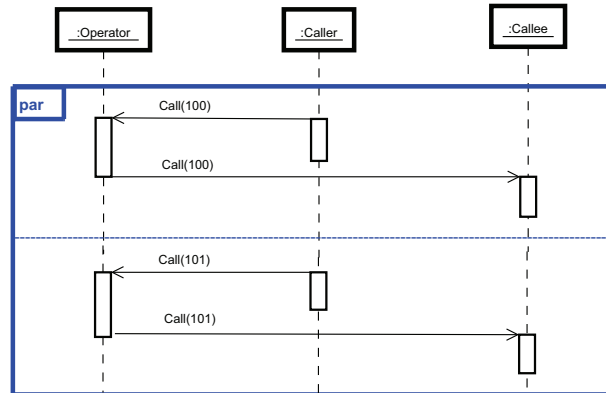 :Operator
:Caller
:Callee
par
Call(100)
Call(100)
Call(101)
Call(101)